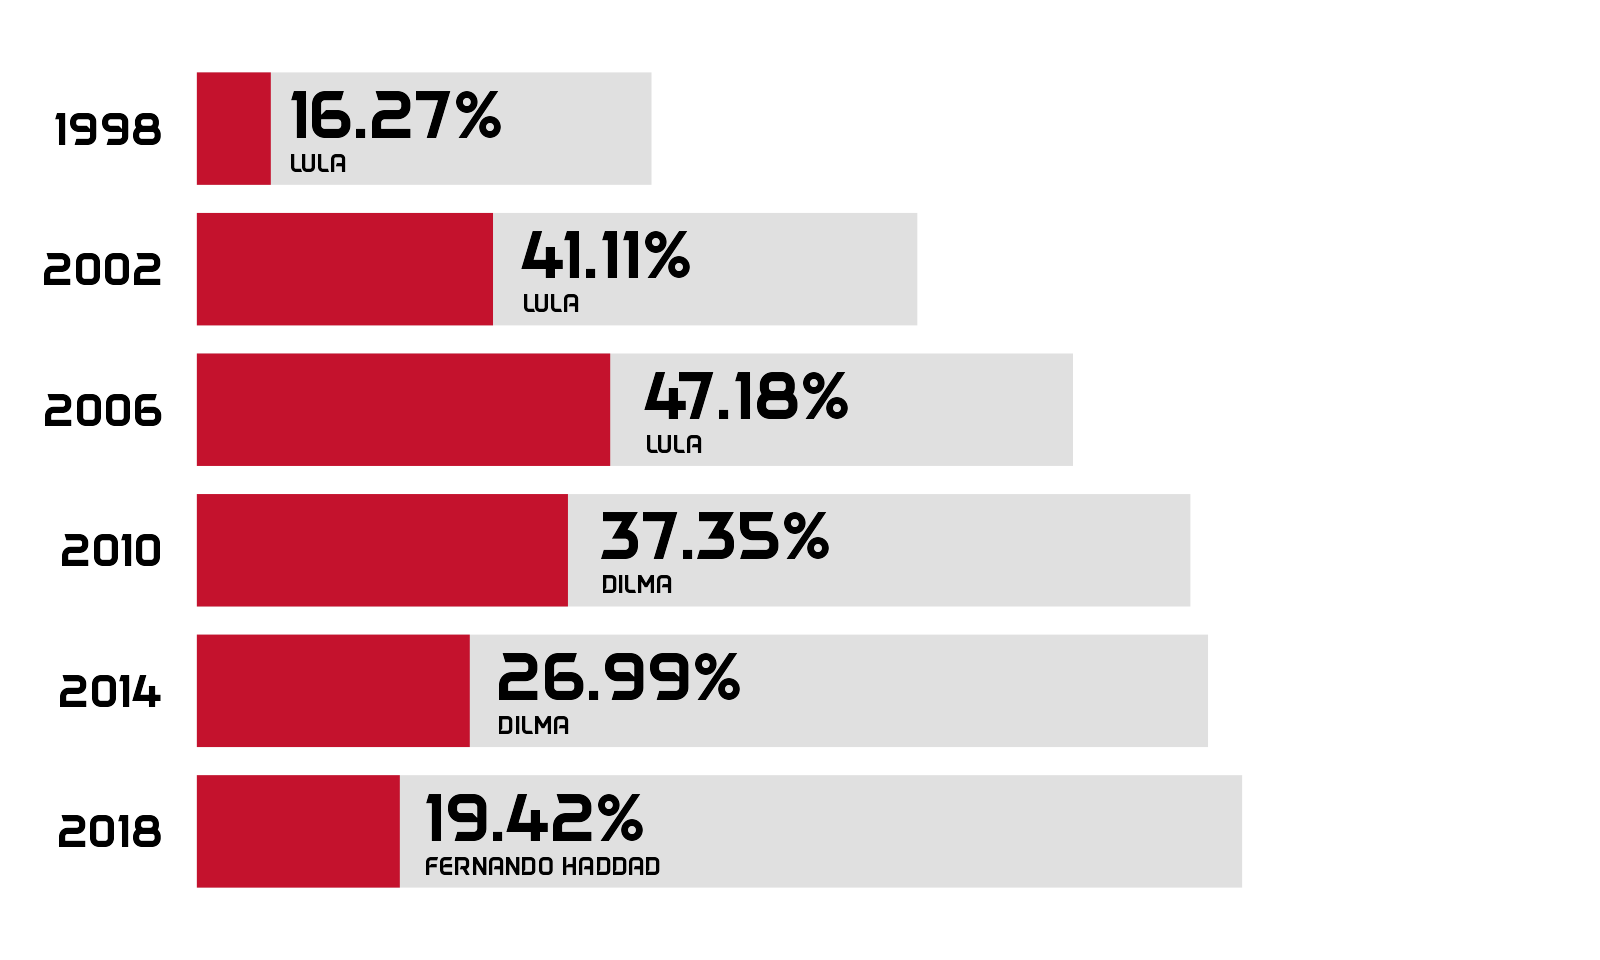 1998
16.27%
LULA
2002
41.11%
LULA
2006
47.18%
LULA
2010
37.35%
DILMA
2014
26.99%
DILMA
2018
19.42%
FERNANDO HADDAD